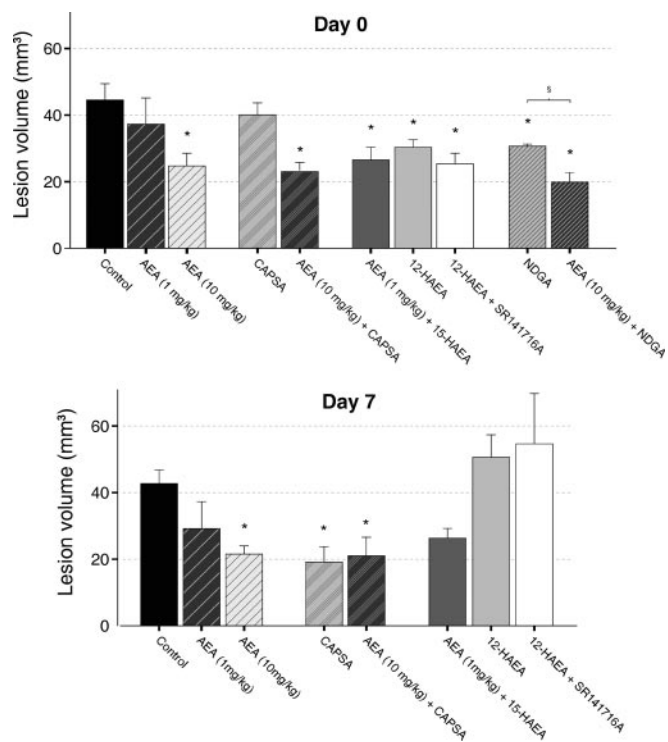 Day 0
Lesion volume (mm³)
60
40
20
0
* * * * * * *
§
Control
AEA (1 mg/kg)
AEA (10 mg/kg)
CAPSA
AEA (10 mg/kg) + CAPSA
AEA (1 mg/kg) + 15-HAEA
12-HAEA
12-HAEA + SR141716A
NDGA
AEA (10 mg/kg) + NDGA
Day 7
Lesion volume (mm³)
60
40
20
0
* * *
Control
AEA (1mg/kg)
AEA (10mg/kg)
CAPSA
AEA (10 mg/kg) + CAPSA
AEA (1mg/kg) + 15-HAEA
12-HAEA
12-HAEA + SR141716A